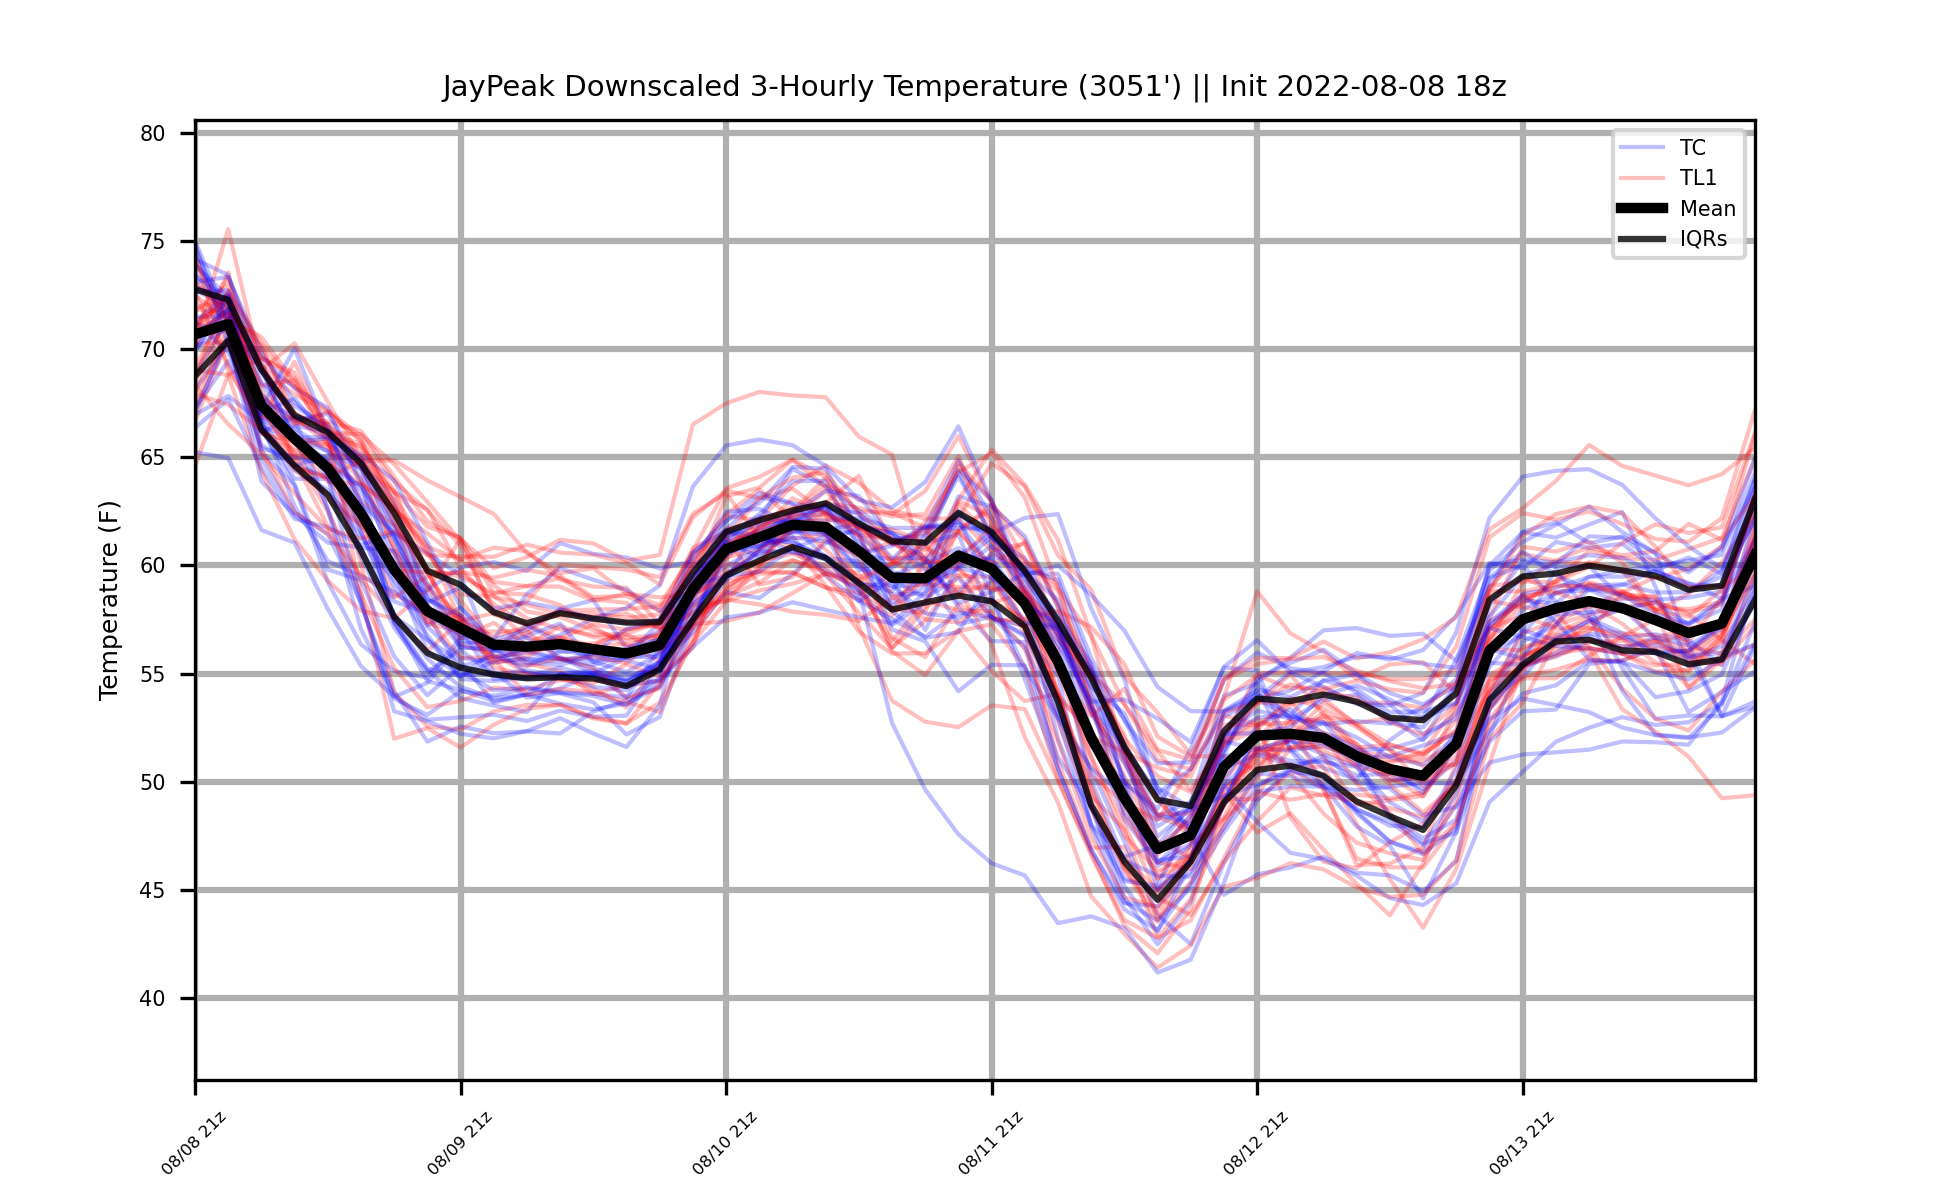 JayPeak Downscaled 3-Hourly Temperature (3051') || Init 2022-08-08 18z
TC
TL1
Mean
IQRs
Temperature (F)
80
75
70
65
60
55
50
45
40
08/08 21z
08/09 21z
08/10 21z
08/11 21z
08/12 21z
08/13 21z